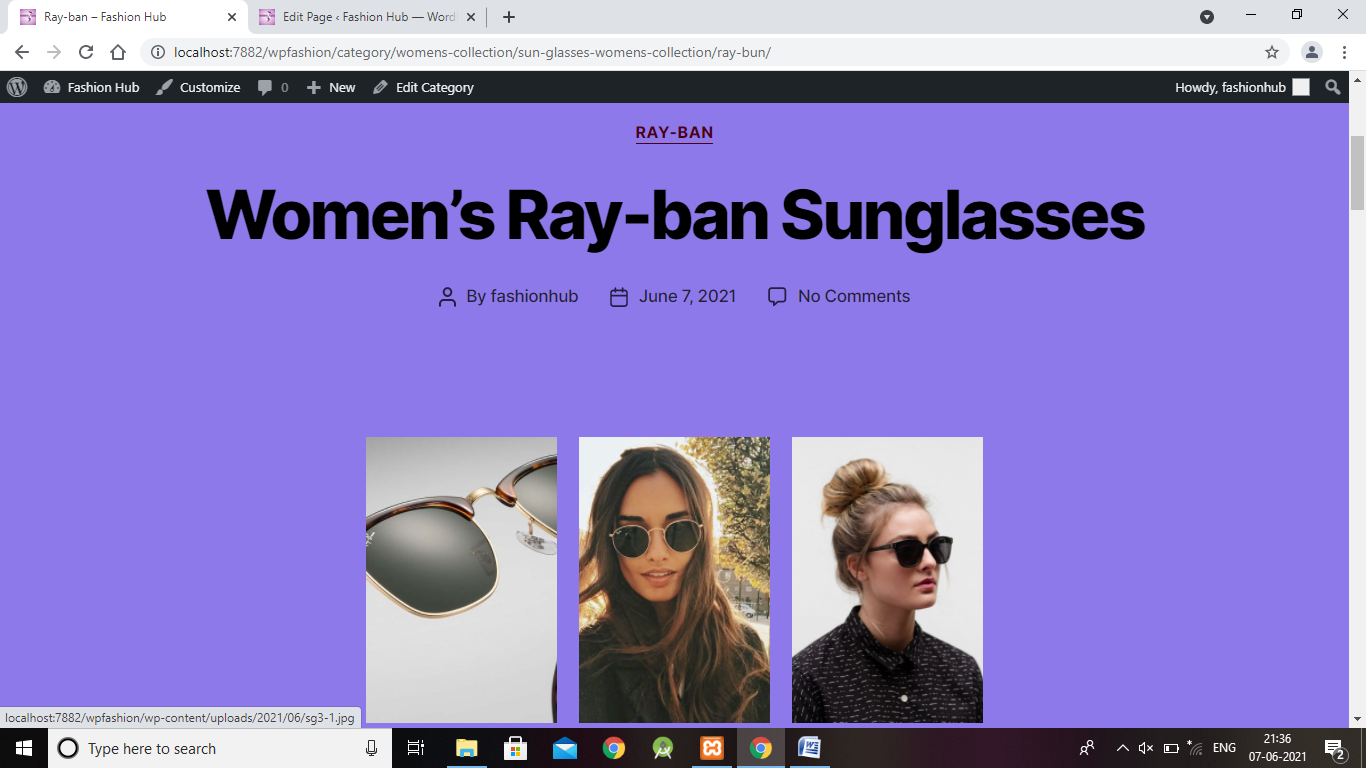 Ray-ban – Fashion Hub
Edit Page ‹ Fashion Hub — Word
localhost:7882/wpfashion/category/womens-collection/sun-glasses-womens-collection/ray-bun/
Fashion Hub Customize 0 New Edit Category Howdy, fashionhub
RAY-BAN
Women’s Ray-ban Sunglasses
By fashionhub June 7, 2021 No Comments
localhost:7882/wpfashion/wp-content/uploads/2021/06/sg3-1.jpg
Type here to search
ENG
21:36
07-06-2021
2